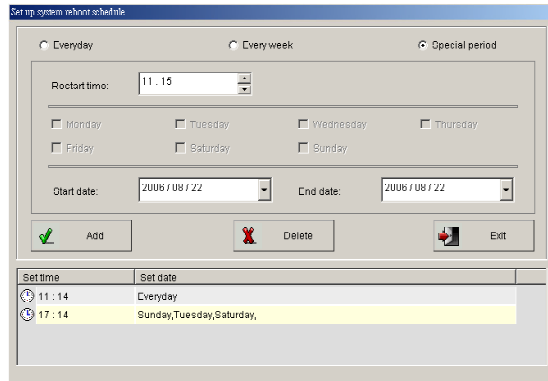 Set up system reboot schedule
Everyday Every week Special period
Restart time: 11 : 15
Monday Tuesday Wednesday Thursday
Friday Saturday Sunday
Start date: 2006 / 08 / 22 End date: 2006 / 08 / 22
Add Delete Exit
Set time Set date
11 : 14 Everyday
17 : 14 Sunday,Tuesday,Saturday,